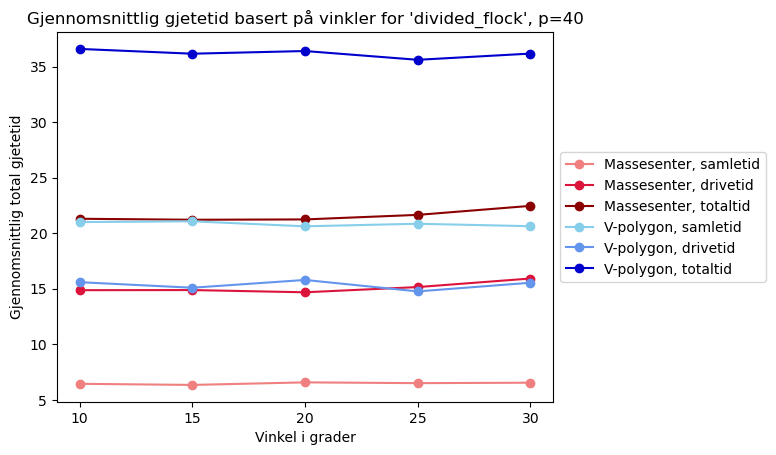 Gjennomsnittlig gjetetid basert på vinkler for 'divided_flock', p=40
Gjennomsnittlig total gjetetid
35
30
25
20
15
10
5
10 15 20 25 30
Vinkel i grader
Massesenter, samletid
Massesenter, drivetid
Massesenter, totaltid
V-polygon, samletid
V-polygon, drivetid
V-polygon, totaltid